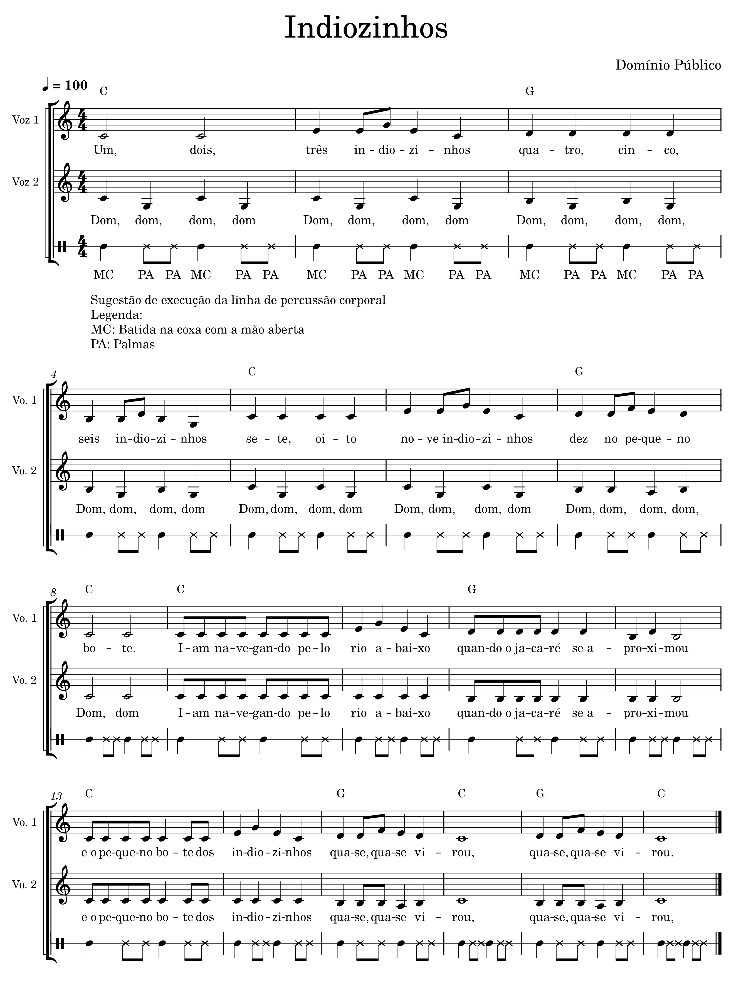 Indiozinhos
Domínio Público
♩ = 100
C G
Voz 1
Um, dois, três in - dio - zi - nhos qua - tro, cin - co,
Voz 2
Dom, dom, dom, dom Dom, dom, dom, dom Dom, dom, dom, dom,
MC PA PA MC PA PA MC PA PA MC PA PA MC PA PA MC PA PA
Sugestão de execução da linha de percussão corporal
Legenda:
MC: Batida na coxa com a mão aberta
PA: Palmas
4 C G
Vo. 1
seis in - dio - zi - nhos se - te, oi - to no - ve in - dio - zi - nhos dez no pe - que - no
Vo. 2
Dom, dom, dom, dom Dom, dom, dom, dom Dom, dom, dom, dom Dom, dom, dom, dom,
8 C C G
Vo. 1
bo - te. I - am na - ve - gan - do pe - lo rio a - bai - xo quan - do o ja - ca - ré se a - pro - xi - mou
Vo. 2
Dom, dom I - am na - ve - gan - do pe - lo rio a - bai - xo quan - do o ja - ca - ré se a - pro - xi - mou
13 C G C G C
Vo. 1
e o pe - que - no bo - te dos in - dio - zi - nhos qua - se, qua - se vi - rou, qua - se, qua - se vi - rou.
Vo. 2
e o pe - que - no bo - te dos in - dio - zi - nhos qua - se, qua - se vi - rou, qua - se, qua - se vi - rou,